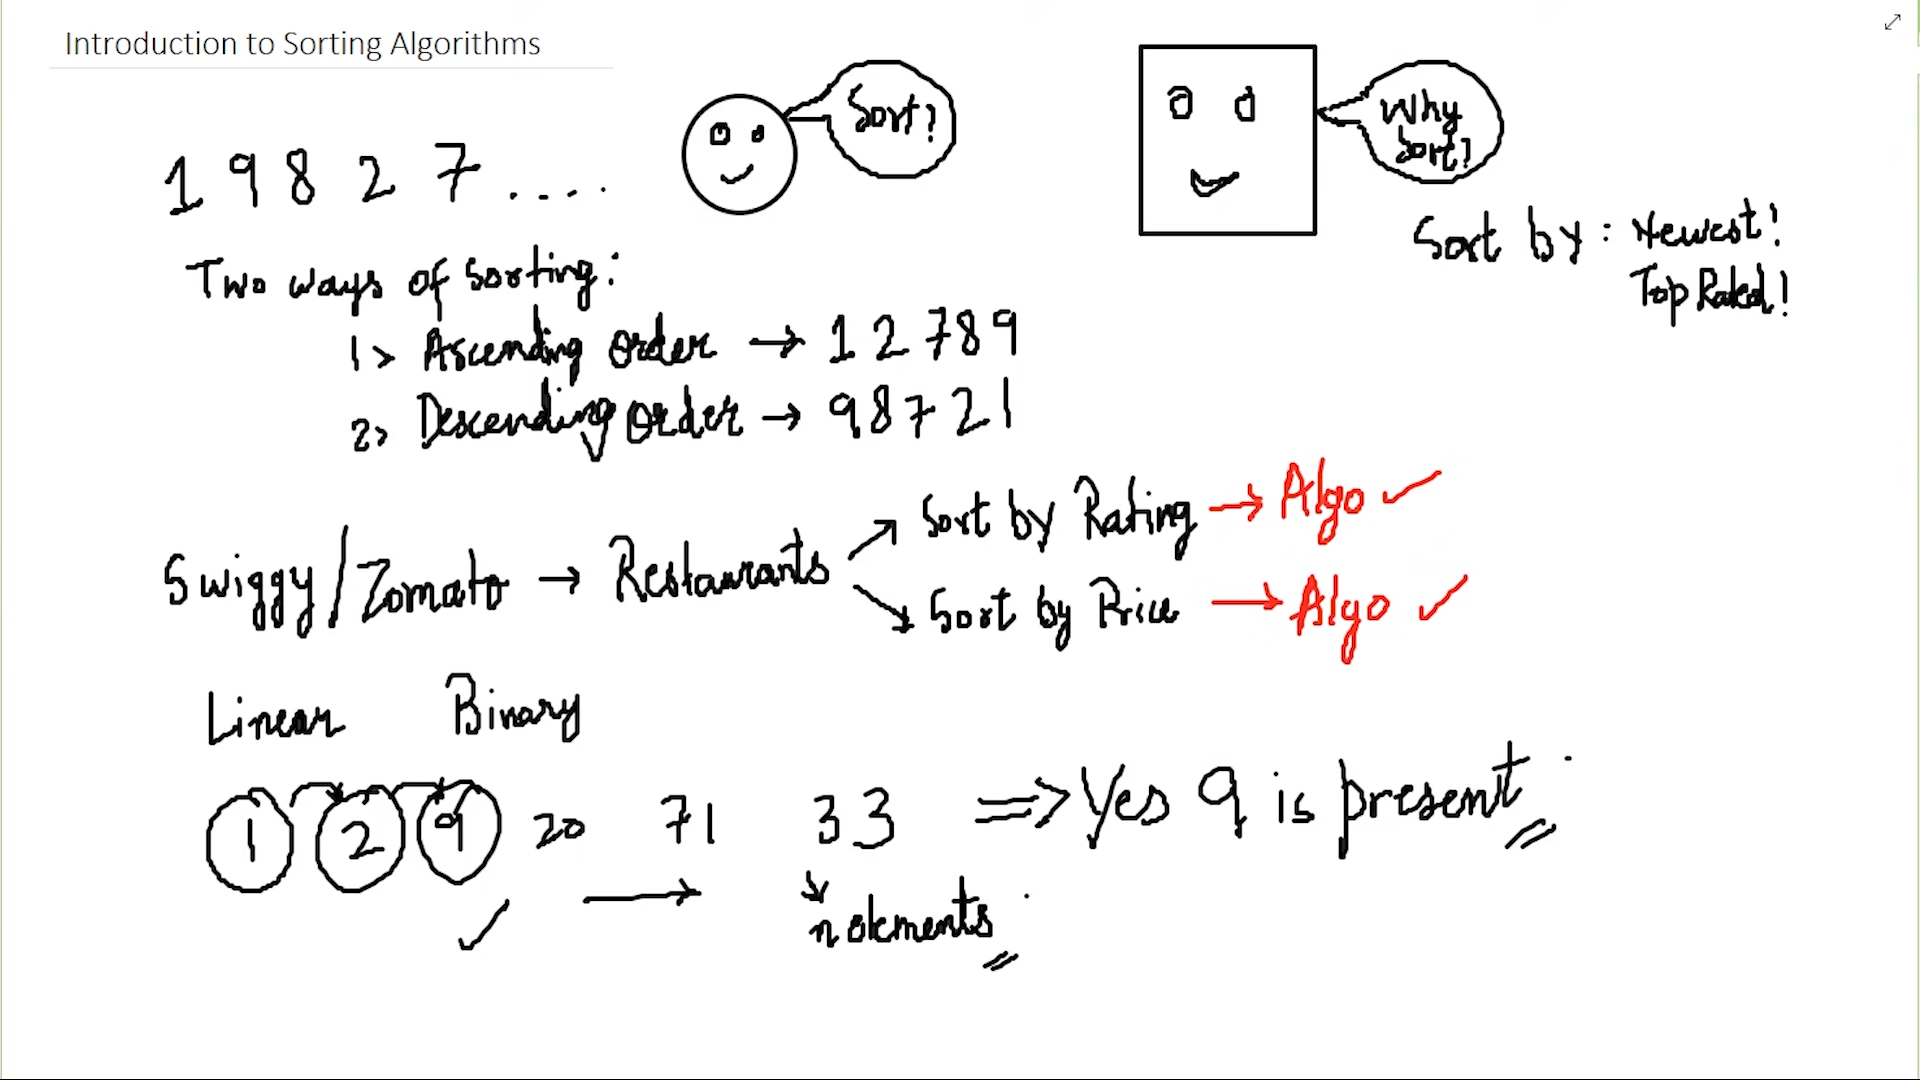 Introduction to Sorting Algorithms
Sort?
Why
Sort?
1 9 8 2 7 ....
Sort by : Newest!
Top Rated!
Two ways of Sorting:
1> Ascending Order → 1 2 7 8 9
2> Descending Order → 9 8 7 2 1
Swiggy/Zomato → Restaurants
Sort by Rating → Algo ✓
Sort by Price → Algo ✓
Linear Binary
1 2 9 20 71 33 ⇒ Yes 9 is present
n elements